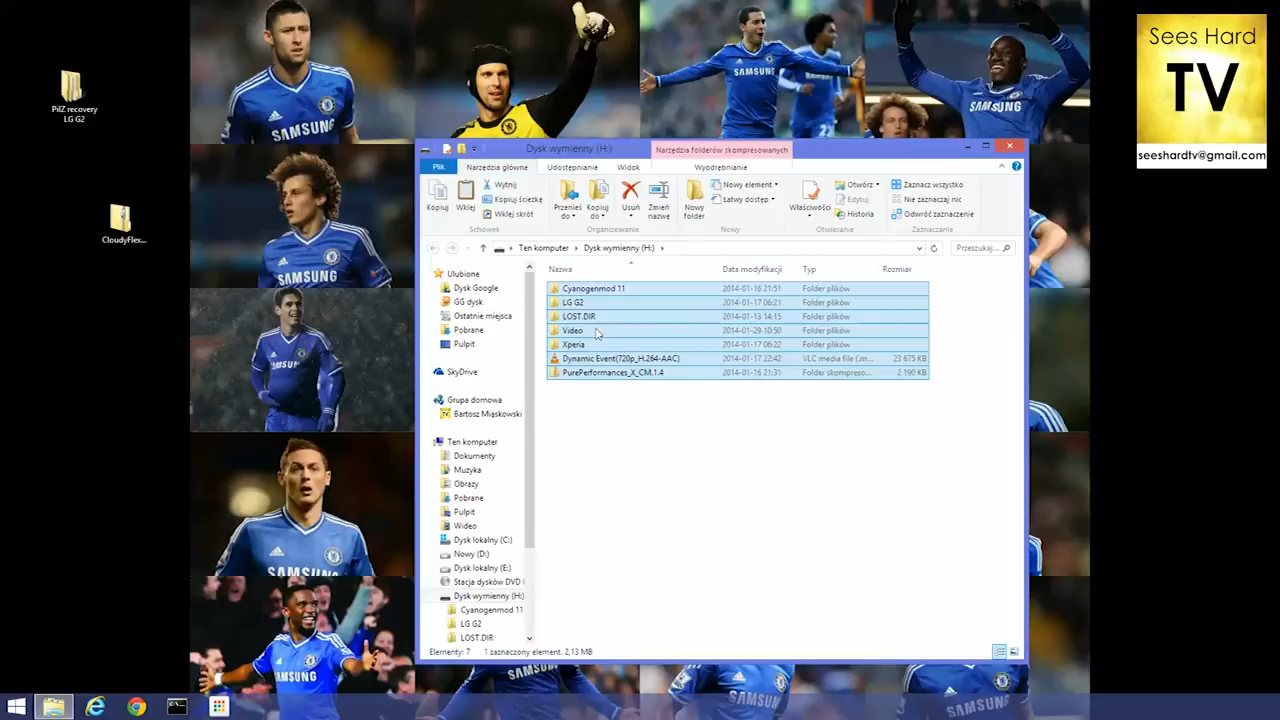 PilZ recovery
LG G2
CloudyFlex...
SAMSUNG
SAMSUNG
SAMSUNG
Sees Hard
TV
seeshardtv@gmail.com
Dysk wymienny (H:)
Narzędzia folderów skompresowanych
Plik
Narzędzia główne
Udostępnianie
Widok
Wyodrębnianie
Kopiuj
Wklej
Wytnij
Kopiuj ścieżkę
Wklej skrót
Schowek
Przenieś
do
Kopiuj
do
Usuń
Zmień
nazwę
Organizowanie
Nowy
folder
Nowy element
Łatwy dostęp
Nowy
Właściwości
Otwórz
Edytuj
Historia
Otwieranie
Zaznacz wszystko
Nie zaznaczaj nic
Odwróć zaznaczenie
Zaznaczanie
Ten komputer
Dysk wymienny (H:)
Przeszukaj...
Nazwa Data modyfikacji Typ Rozmiar
Cyanogenmod 11 2014-01-18 21:51 Folder plików
LG G2 2014-01-17 06:21 Folder plików
LOST.DIR 2014-01-13 14:15 Folder plików
Video 2014-01-29 10:50 Folder plików
Xperia 2014-01-17 06:22 Folder plików
Dynamic Event(720p_H.264-AAC) 2014-01-17 22:42 VLC media file (.m... 23 675 KB
PurePerformances_X_CM.1.4 2014-01-16 21:31 Folder skompreso... 2 190 KB
Ulubione
Dysk Google
GG dysk
Ostatnie miejsca
Pobrane
Pulpit
SkyDrive
Grupa domowa
Bartosz Miąskowski
Ten komputer
Dokumenty
Muzyka
Obrazy
Pobrane
Pulpit
Wideo
Dysk lokalny (C:)
Nowy (D:)
Dysk lokalny (E:)
Stacja dysków DVD
Dysk wymienny (H:)
Cyanogenmod 11
LG G2
LOST.DIR
Elementy: 7 1 zaznaczony element. 2,13 MB
SAMSUNG
SAMSUNG
SAMSUNG
SAMSUNG